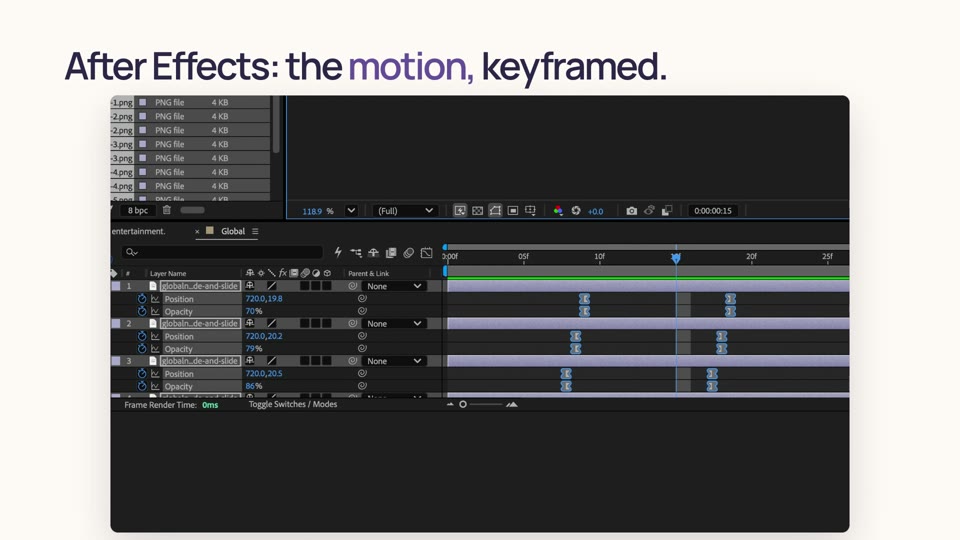 After Effects: the motion, keyframed.
-1.png PNG file 4 KB
-2.png PNG file 4 KB
-2.png PNG file 4 KB
-3.png PNG file 4 KB
-3.png PNG file 4 KB
-4.png PNG file 4 KB
-4.png PNG file 4 KB
8 bpc
118.9 % (Full) +0.0 0:00:00:15
entertainment. × Global
0:00f 05f 10f 20f 25f
# Layer Name fx Parent & Link
1 globaln...de-and-slide None
Position 720.0,19.8
Opacity 70%
2 globaln...de-and-slide None
Position 720.0,20.2
Opacity 79%
3 globaln...de-and-slide None
Position 720.0,20.5
Opacity 86%
Frame Render Time: 0ms Toggle Switches / Modes